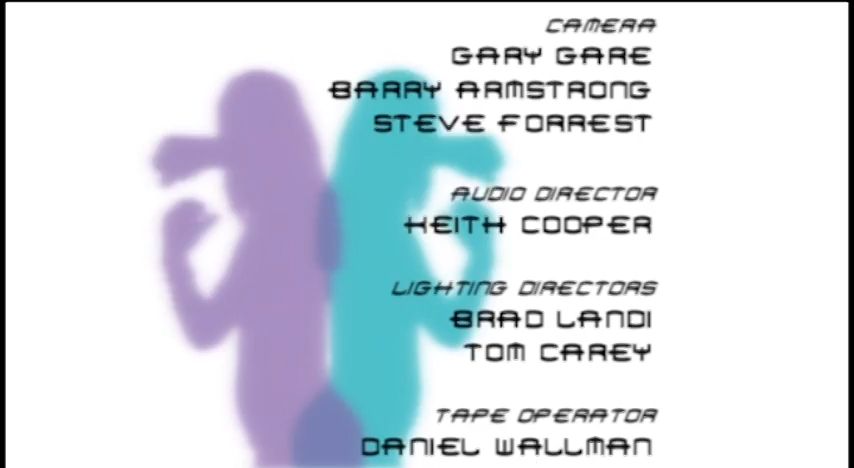 CAMERA
GARY GARE
BARRY ARMSTRONG
STEVE FORREST
AUDIO DIRECTOR
KEITH COOPER
LIGHTING DIRECTORS
BRAD LANDI
TOM CAREY
TAPE OPERATOR
DANIEL WALLMAN